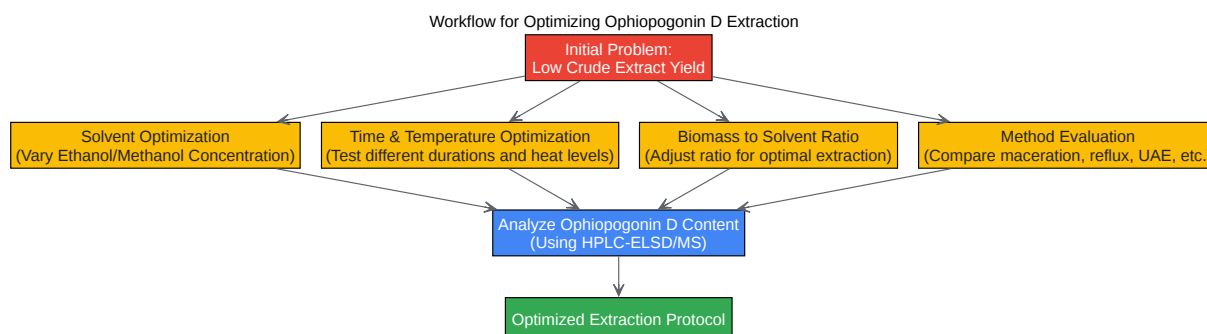 Workflow for Optimizing Ophiopogonin D Extraction
Initial Problem:
Low Crude Extract Yield
Solvent Optimization
(Vary Ethanol/Methanol Concentration)
Time & Temperature Optimization
(Test different durations and heat levels)
Biomass to Solvent Ratio
(Adjust ratio for optimal extraction)
Method Evaluation
(Compare maceration, reflux, UAE, etc.
Analyze Ophiopogonin D Content
(Using HPLC-ELSD/MS)
Optimized Extraction Protocol